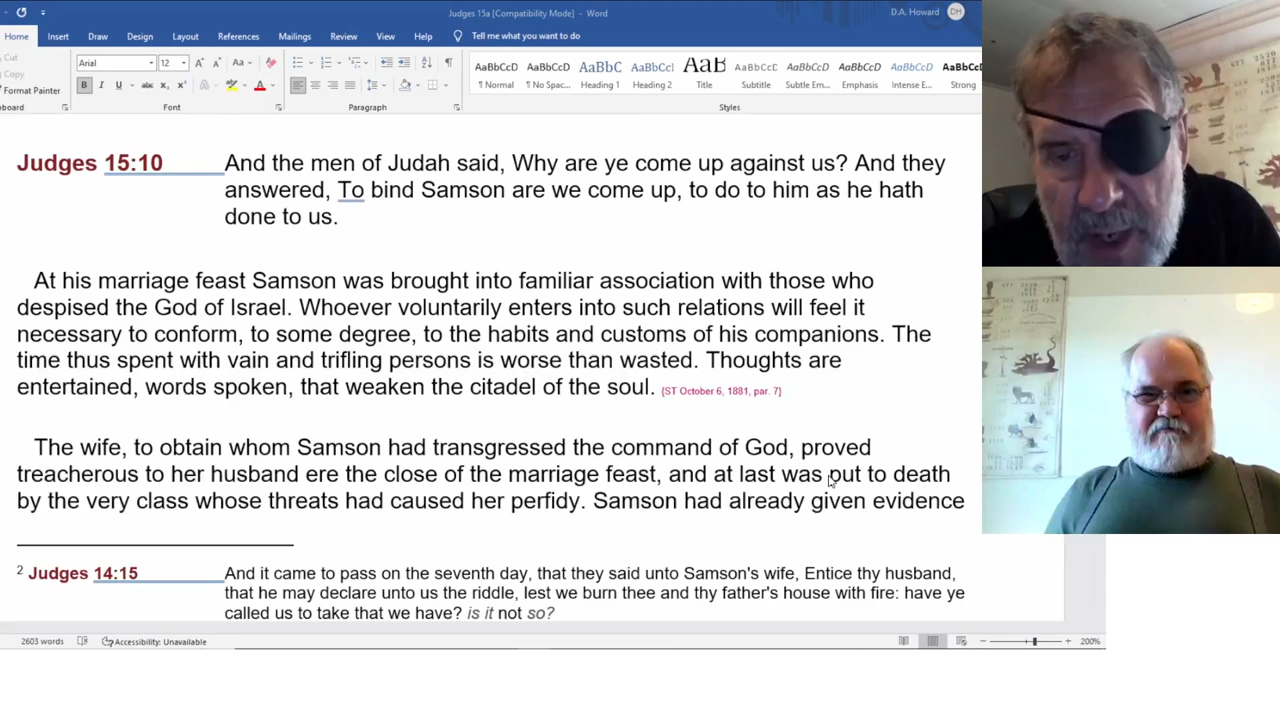 Judges 15a [Compatibility Mode] - Word
D.A. Howard DH
Home Insert Draw Design Layout References Mailings Review View Help Tell me what you want to do
Cut
Copy
Format Painter
Arial 12
Font
Paragraph
Styles
AaBbCcD AaBbCcD AaBbC AaBbCcI AaB AaBbCcD AaBbCcD AaBbCcD AaBbCcD AaBbCcD
¶ Normal ¶ No Spac... Heading 1 Heading 2 Title Subtitle Subtle Em... Emphasis Intense E... Strong
Judges 15:10 And the men of Judah said, Why are ye come up against us? And they
answered, To bind Samson are we come up, to do to him as he hath
done to us.
At his marriage feast Samson was brought into familiar association with those who
despised the God of Israel. Whoever voluntarily enters into such relations will feel it
necessary to conform, to some degree, to the habits and customs of his companions. The
time thus spent with vain and trifling persons is worse than wasted. Thoughts are
entertained, words spoken, that weaken the citadel of the soul. {ST October 6, 1881, par. 7}
The wife, to obtain whom Samson had transgressed the command of God, proved
treacherous to her husband ere the close of the marriage feast, and at last was put to death
by the very class whose threats had caused her perfidy. Samson had already given evidence
2 Judges 14:15 And it came to pass on the seventh day, that they said unto Samson's wife, Entice thy husband,
that he may declare unto us the riddle, lest we burn thee and thy father's house with fire: have ye
called us to take that we have? is it not so?
2603 words Accessibility: Unavailable 200%